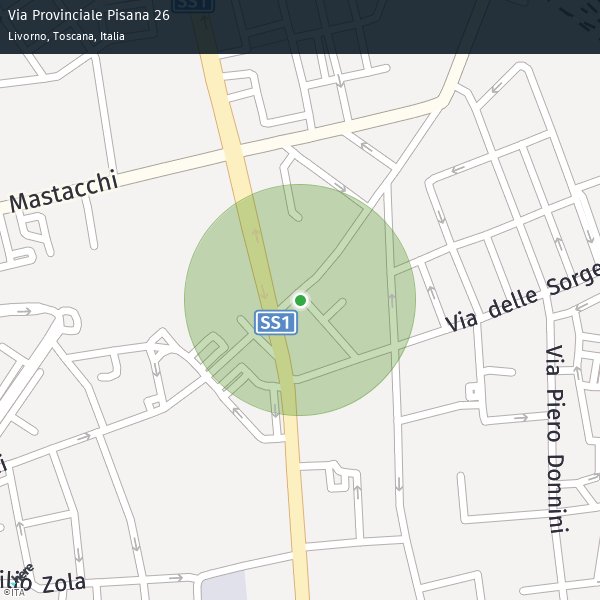 Via Provinciale Pisana 26
Livorno, Toscana, Italia
SS1
Mastacchi
Via delle Sorge
SS1
Via Piero Donnini
i
ilio Zola
here
©ITA